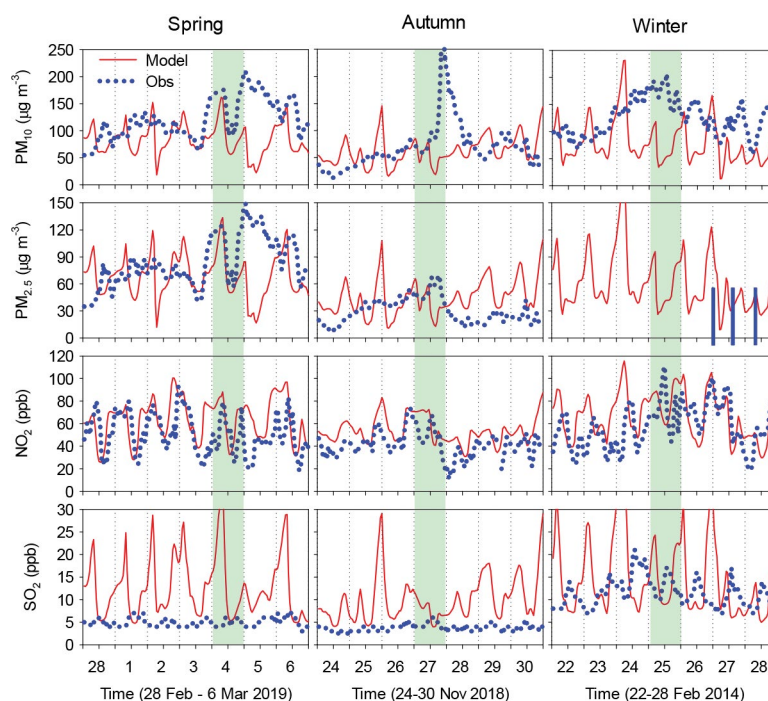 Spring Autumn Winter
250
200
150
100
50
0
PM10 (µg m-3)
Model
Obs
150
120
90
60
30
0
PM2.5 (µg m-3)
120
100
80
60
40
20
0
NO2 (ppb)
30
25
20
15
10
5
0
SO2 (ppb)
28 1 2 3 4 5 6 24 25 26 27 28 29 30 22 23 24 25 26 27 28
Time (28 Feb - 6 Mar 2019) Time (24-30 Nov 2018) Time (22-28 Feb 2014)